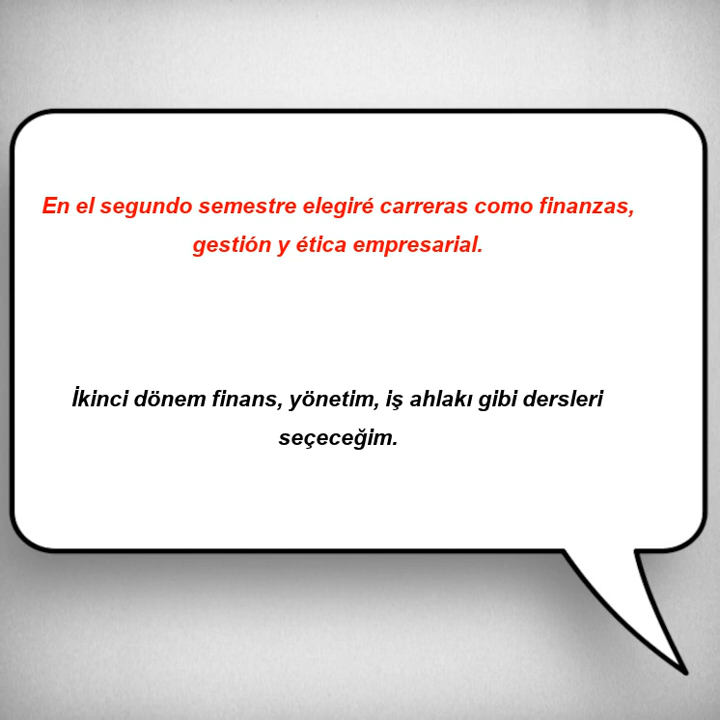 En el segundo semestre elegiré carreras como finanzas,
gestión y ética empresarial.
İkinci dönem finans, yönetim, iş ahlakı gibi dersleri
seçeceğim.